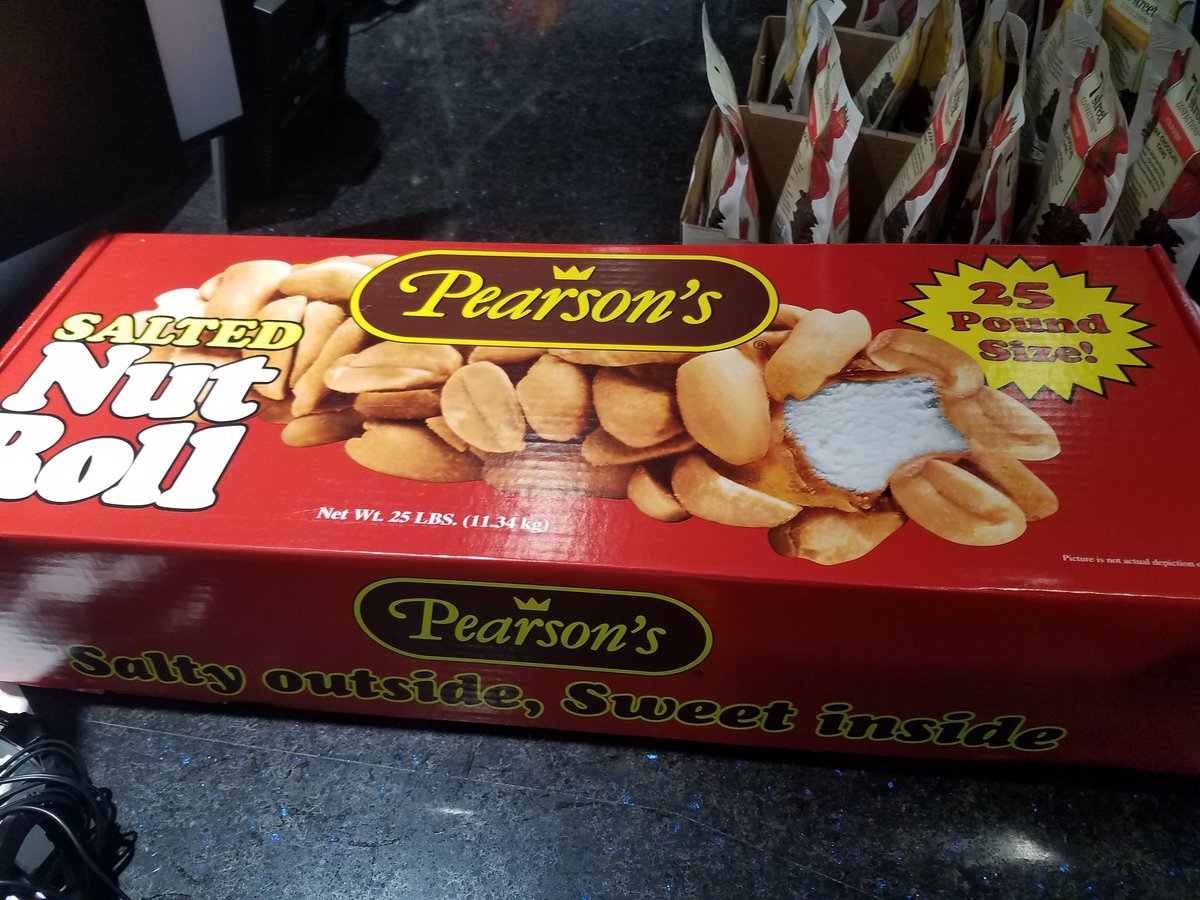 Pearson's
®
SALTED
Nut
Roll
25
Pound
Size!
Net Wt. 25 LBS. (11.34 kg)
Picture is not actual depiction
Pearson's
Salty outside, Sweet inside